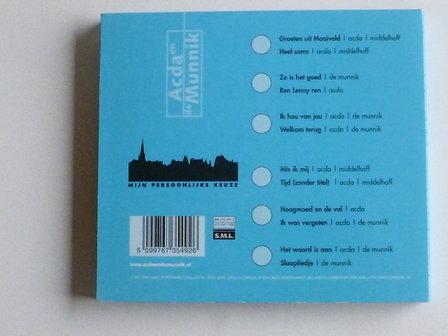 Acda en
de Munnik
Groeten uit Maaiveld | acda | middelhoff
Heel soms | acda | middelhoff
Zo is het goed | de munnik
Ren Lenny ren | acda
Ik hou van jou | acda | de munnik
Welkom terug | acda | de munnik
Mis ik mij | acda | middelhoff
Tijd (zonder titel) | acda | middelhoff
Hoogmoed en de val | acda
Ik was vergeten | acda | de munnik
Het woord is aan | acda | de munnik
Slaapliedje | de munnik
MIJN PERSOONLIJKE KEUZE
5 099767 354926
S.M.L.
www.acdaendemunnik.nl